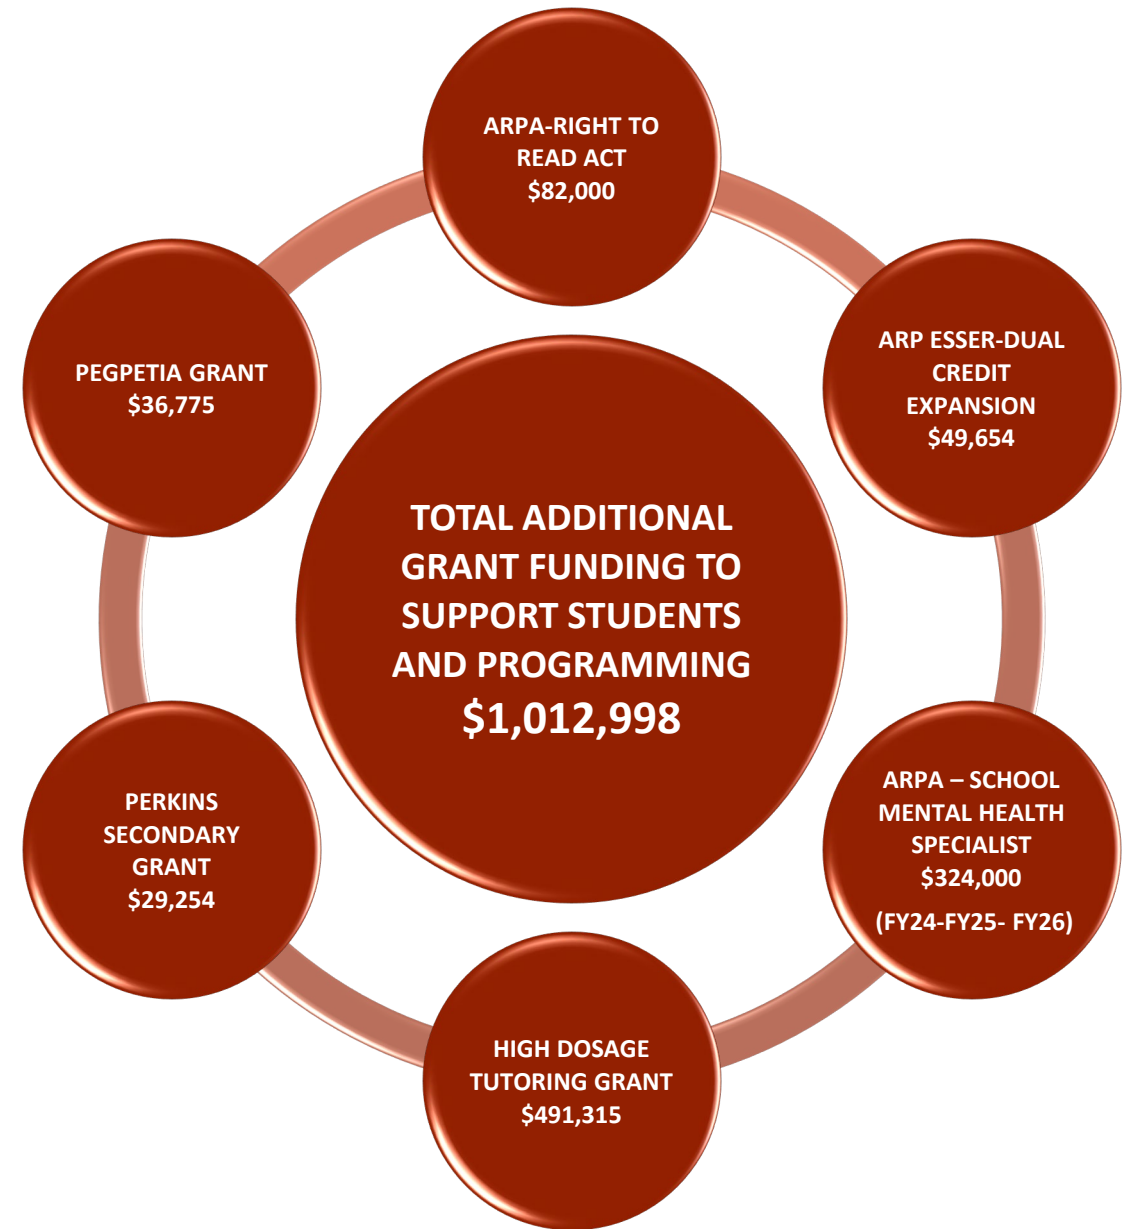 ARPA-RIGHT TO
READ ACT
$82,000
ARP ESSER-DUAL
CREDIT
EXPANSION
$49,654
ARPA – SCHOOL
MENTAL HEALTH
SPECIALIST
$324,000
(FY24-FY25- FY26)
HIGH DOSAGE
TUTORING GRANT
$491,315
PERKINS
SECONDARY
GRANT
$29,254
PEGPETIA GRANT
$36,775
TOTAL ADDITIONAL
GRANT FUNDING TO
SUPPORT STUDENTS
AND PROGRAMMING
$1,012,998